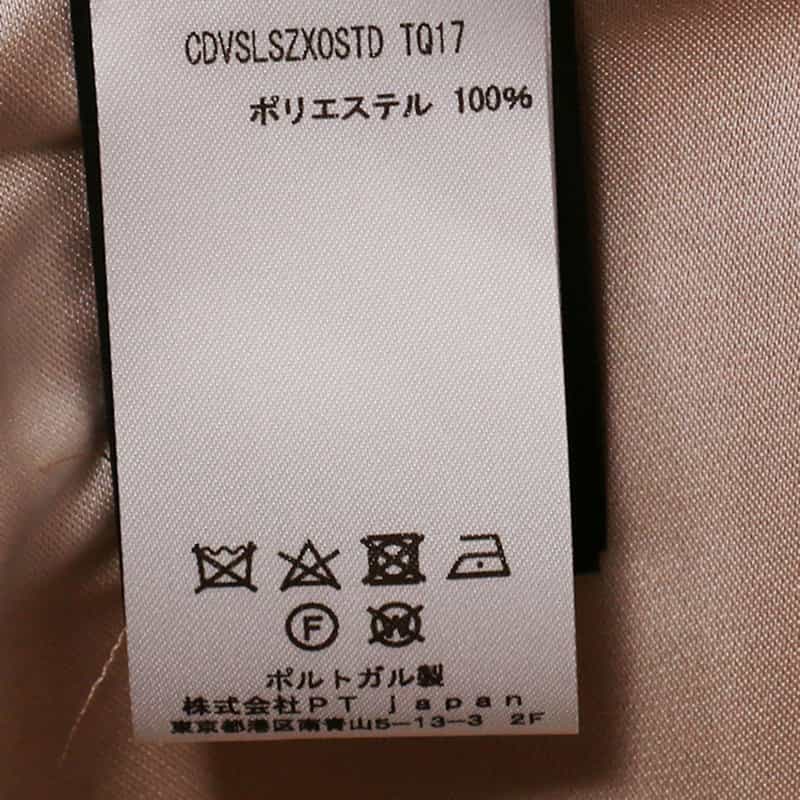 CDVSLSZX0STD TQ17
ポリエステル 100%
F W
ポルトガル製
株式会社PT japan
東京都港区南青山5-13-3 2F